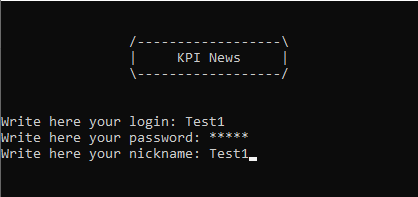 /------------------\
| KPI News |
\------------------/
Write here your login: Test1
Write here your password: *****
Write here your nickname: Test1